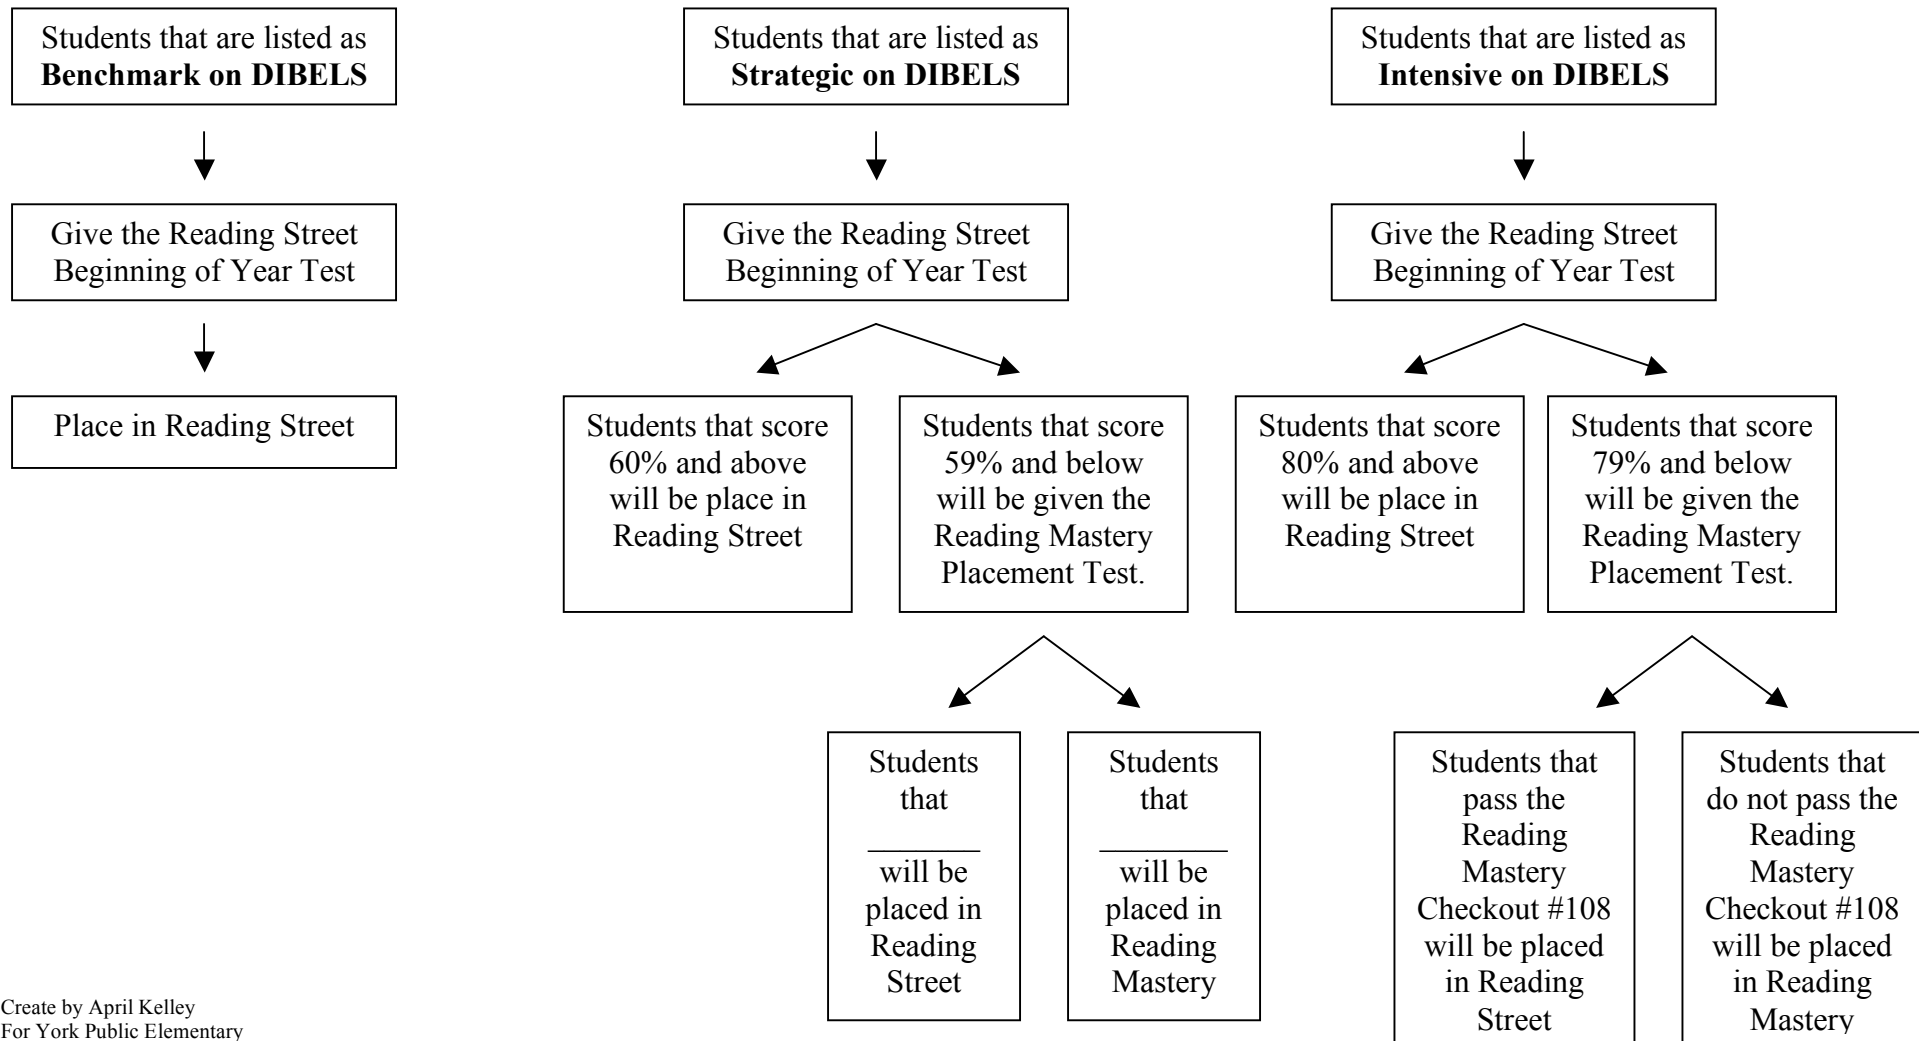 Students that are listed as
Benchmark on DIBELS
Students that are listed as
Strategic on DIBELS
Students that are listed as
Intensive on DIBELS
Give the Reading Street
Beginning of Year Test
Give the Reading Street
Beginning of Year Test
Give the Reading Street
Beginning of Year Test
Place in Reading Street
Students that score
60% and above
will be place in
Reading Street
Students that score
59% and below
will be given the
Reading Mastery
Placement Test.
Students that score
80% and above
will be place in
Reading Street
Students that score
79% and below
will be given the
Reading Mastery
Placement Test.
Students
that
_______
will be
placed in
Reading
Street
Students
that
________
will be
placed in
Reading
Mastery
Students that
pass the
Reading
Mastery
Checkout #108
will be placed
in Reading
Street
Students that
do not pass the
Reading
Mastery
Checkout #108
will be placed
in Reading
Mastery
Create by April Kelley
For York Public Elementary